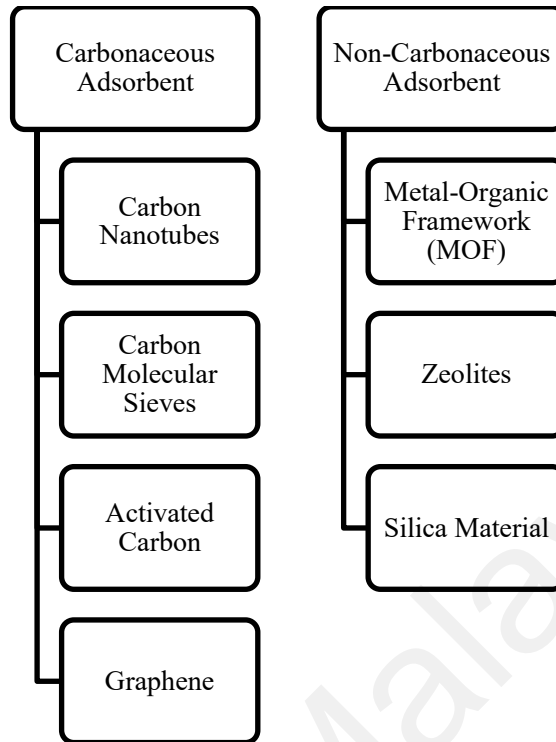 Carbonaceous
Adsorbent
Carbon
Nanotubes
Carbon
Molecular
Sieves
Activated
Carbon
Graphene
Non-Carbonaceous
Adsorbent
Metal-Organic
Framework
(MOF)
Zeolites
Silica Material
Mala